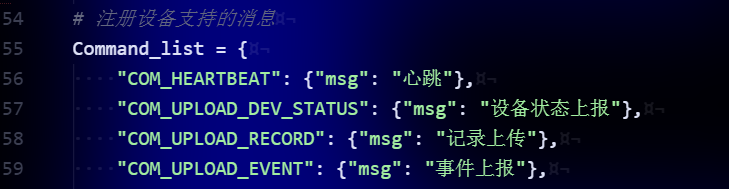 54 # 注册设备支持的消息
55 Command_list = {
56 "COM_HEARTBEAT": {"msg": "心跳"},
57 "COM_UPLOAD_DEV_STATUS": {"msg": "设备状态上报"},
58 "COM_UPLOAD_RECORD": {"msg": "记录上传"},
59 "COM_UPLOAD_EVENT": {"msg": "事件上报"},